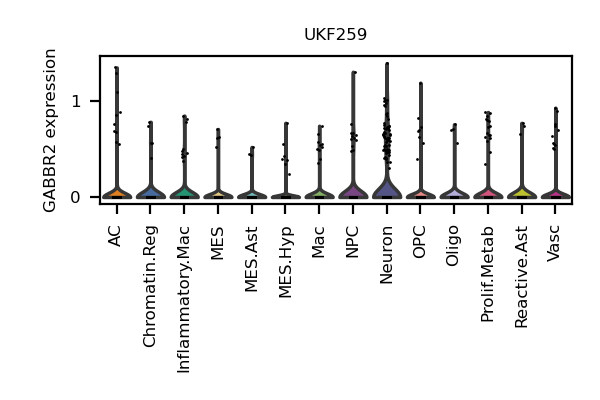 UKF259
GABBR2 expression
1
0
AC
Chromatin.Reg
Inflammatory.Mac
MES
MES.Ast
MES.Hyp
Mac
NPC
Neuron
OPC
Oligo
Prolif.Metab
Reactive.Ast
Vasc